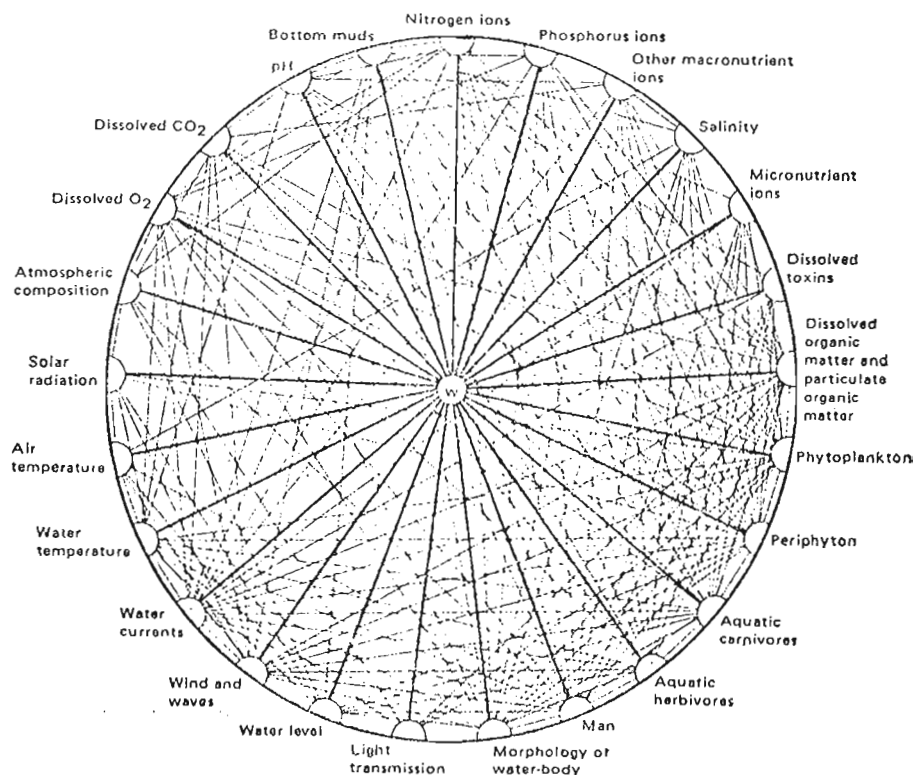 Nitrogen ions
Phosphorus ions
Other macronutrient
ions
Salinity
Micronutrient
ions
Dissolved
toxins
Dissolved
organic
matter and
particulate
organic
matter
Phytoplankton
Periphyton
Aquatic
carnivores
Aquatic
herbivores
Man
Morphology of
water-body
Light
transmission
Water level
Wind and
waves
Water
currents
Water
temperature
Air
temperature
Solar
radiation
Atmospheric
composition
Dissolved O2
Dissolved CO2
pH
Bottom muds
W